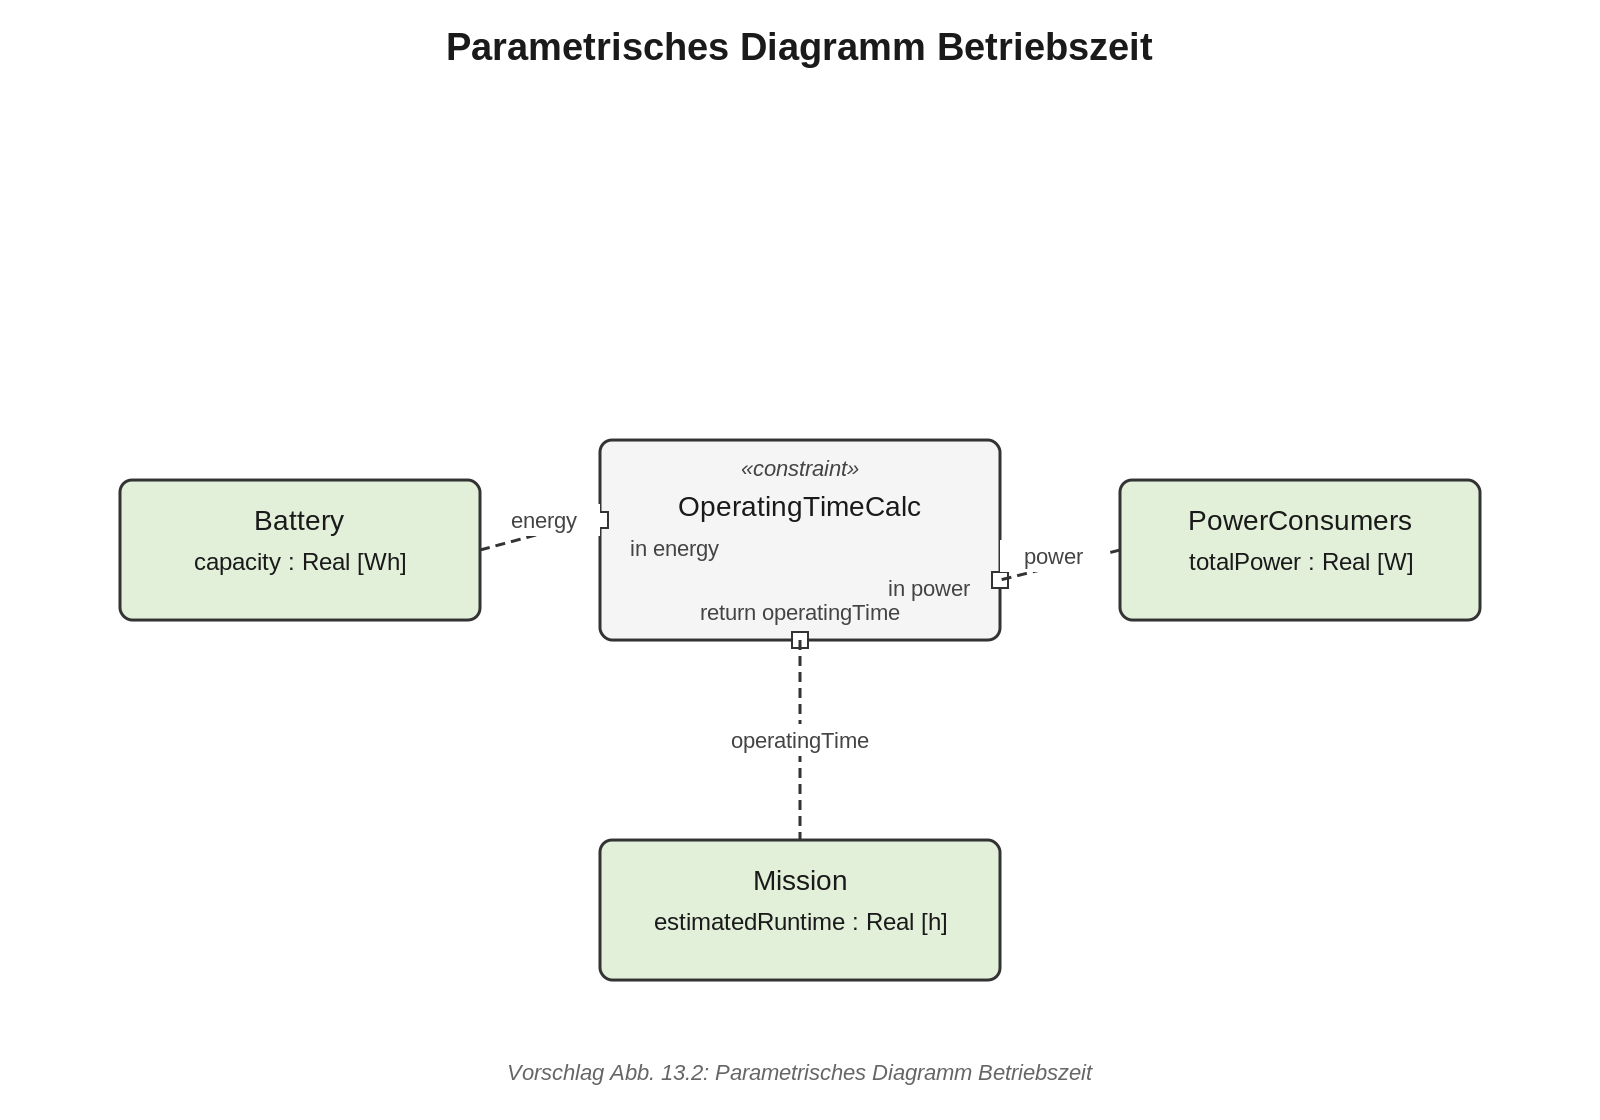 Parametrisches Diagramm Betriebszeit
«constraint»
OperatingTimeCalc
in energy
in power
return operatingTime
Battery
capacity : Real [Wh]
energy
power
PowerConsumers
totalPower : Real [W]
operatingTime
Mission
estimatedRuntime : Real [h]
Vorschlag Abb. 13.2: Parametrisches Diagramm Betriebszeit